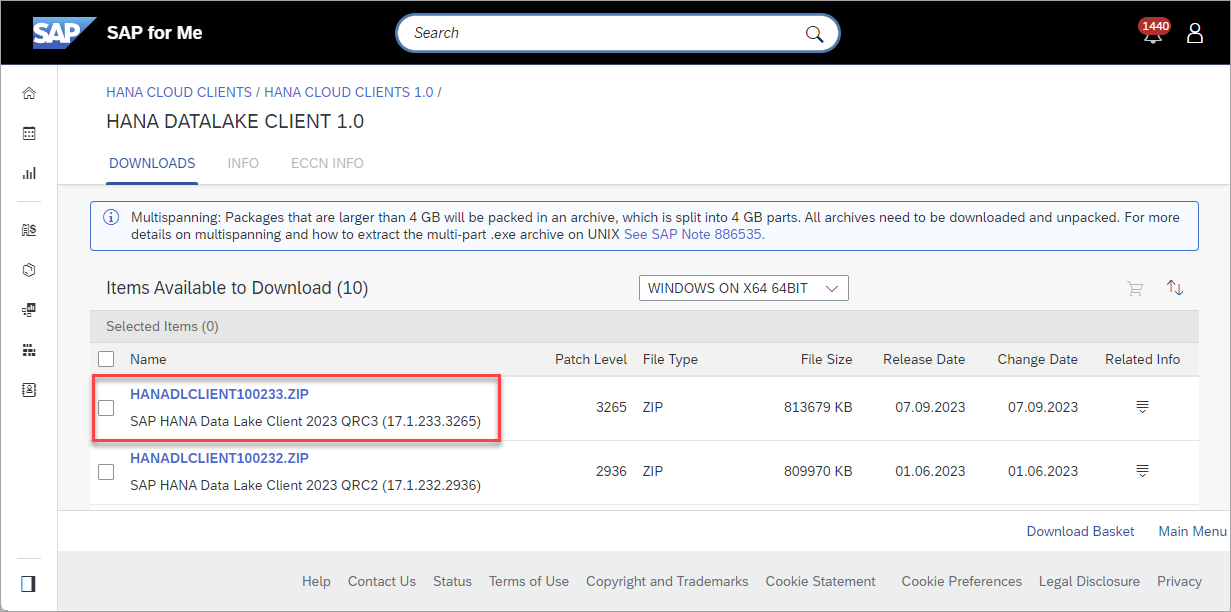 SAP SAP for Me Search 1440
HANA CLOUD CLIENTS / HANA CLOUD CLIENTS 1.0 /
HANA DATALAKE CLIENT 1.0
DOWNLOADS INFO ECCN INFO
Multispanning: Packages that are larger than 4 GB will be packed in an archive, which is split into 4 GB parts. All archives need to be downloaded and unpacked. For more
details on multispanning and how to extract the multi-part .exe archive on UNIX See SAP Note 886535.
Items Available to Download (10) WINDOWS ON X64 64BIT
Selected Items (0)
Name Patch Level File Type File Size Release Date Change Date Related Info
HANADLCLIENT100233.ZIP
SAP HANA Data Lake Client 2023 QRC3 (17.1.233.3265) 3265 ZIP 813679 KB 07.09.2023 07.09.2023
HANADLCLIENT100232.ZIP
SAP HANA Data Lake Client 2023 QRC2 (17.1.232.2936) 2936 ZIP 809970 KB 01.06.2023 01.06.2023
Download Basket Main Menu
Help Contact Us Status Terms of Use Copyright and Trademarks Cookie Statement Cookie Preferences Legal Disclosure Privacy